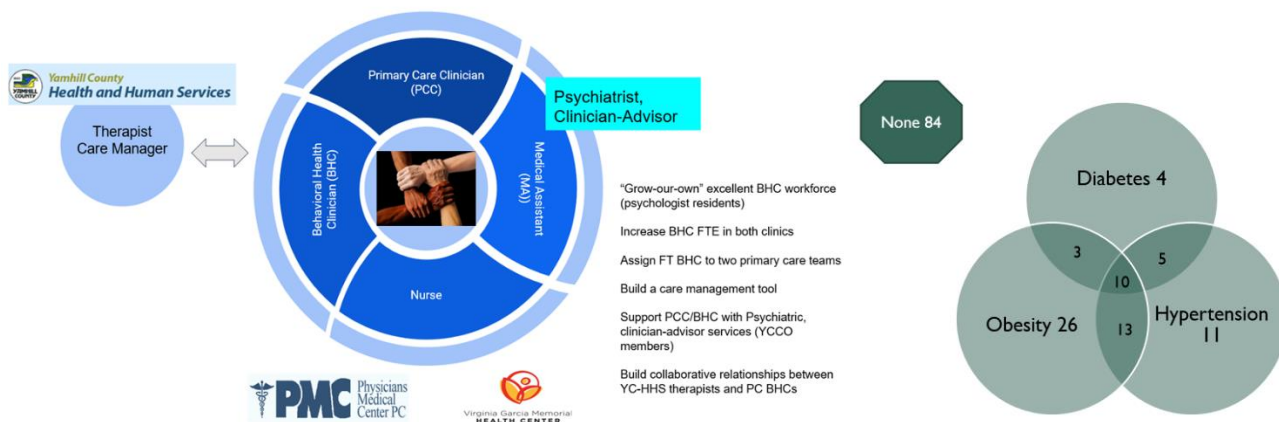 Yamhill County
Health and Human Services
YAMHILL
COUNTY
Therapist
Care Manager
Primary Care Clinician
(PCC)
Psychiatrist,
Clinician-Advisor
Behavioral Health
Clinician (BHC)
Medical Assistant
(MA))
Nurse
PMC
Physicians
Medical
Center PC
Virginia Garcia Memorial
HEALTH CENTER
"Grow-our-own" excellent BHC workforce
(psychologist residents)
Increase BHC FTE in both clinics
Assign FT BHC to two primary care teams
Build a care management tool
Support PCC/BHC with Psychiatric,
clinician-advisor services (YCCO
members)
Build collaborative relationships between
YC-HHS therapists and PC BHCs
None 84
Diabetes 4
3
5
10
Obesity 26
13
Hypertension
11